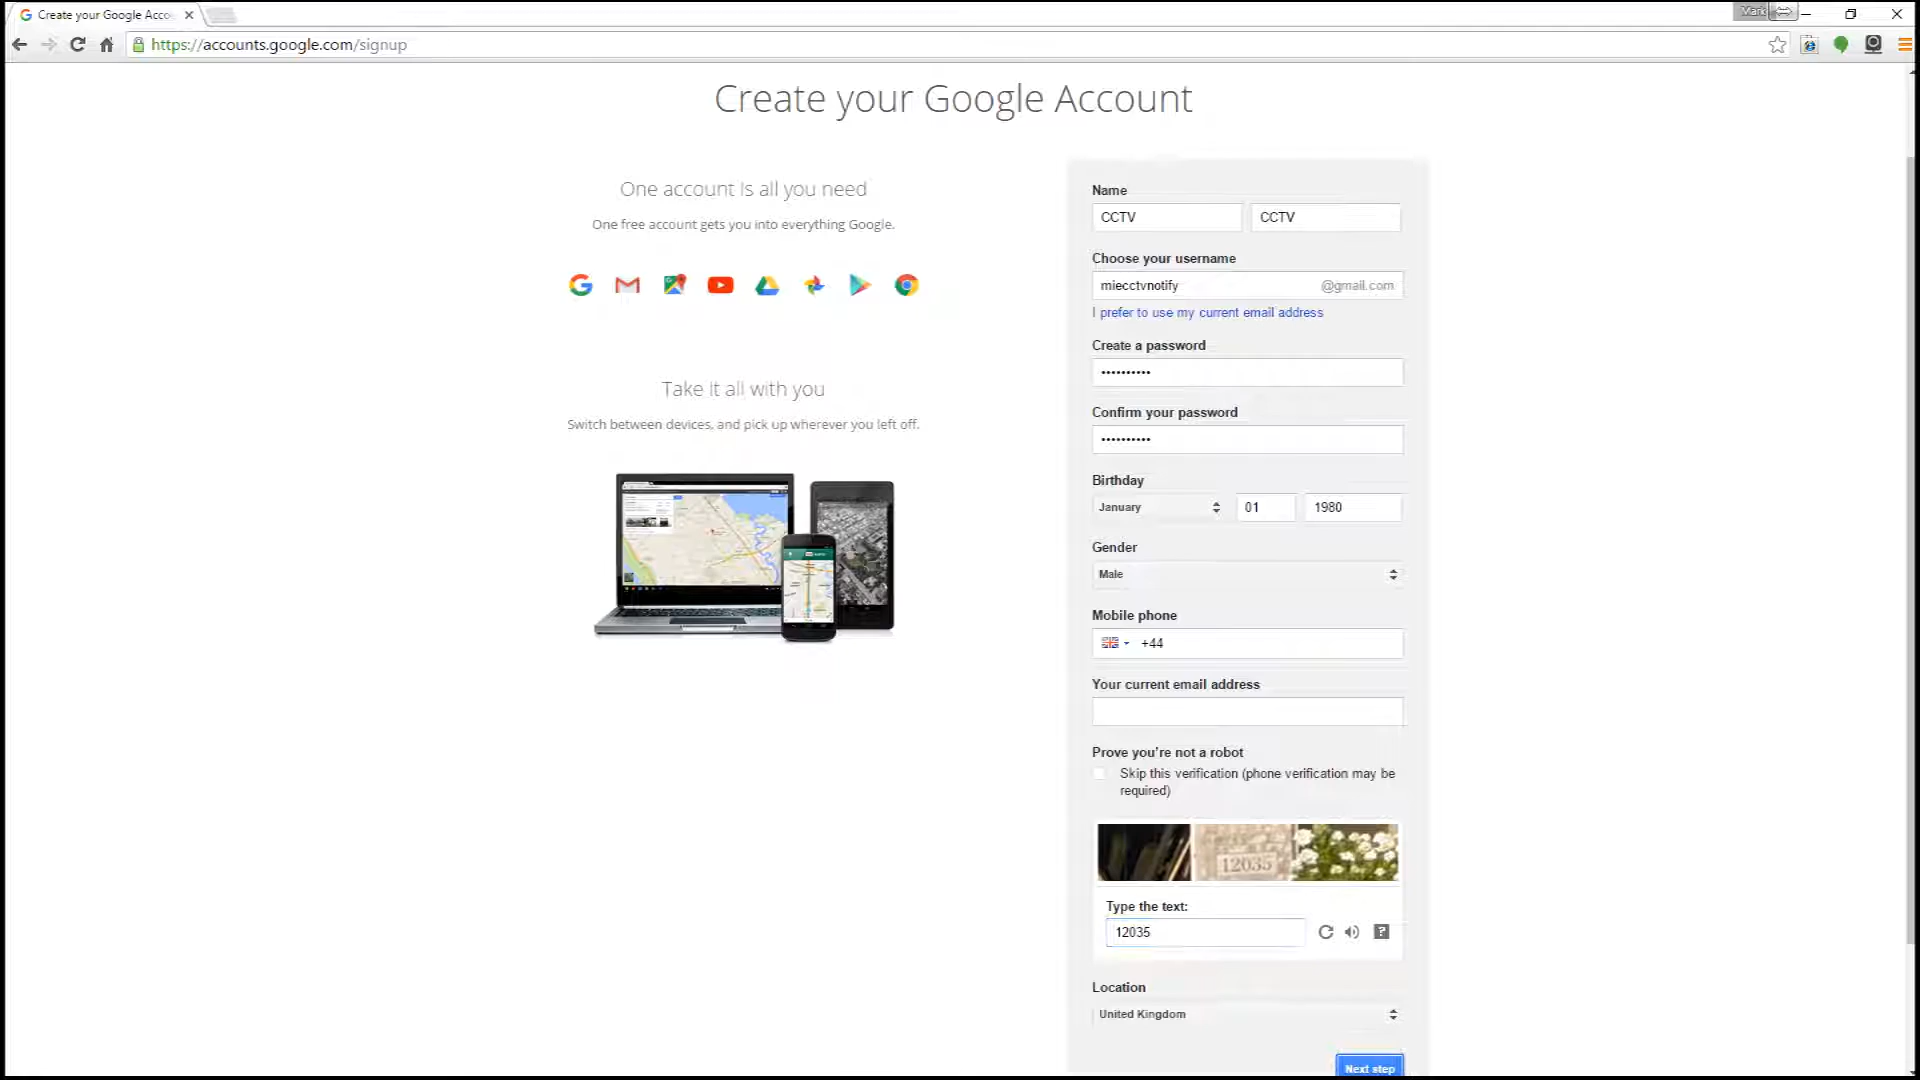 Create your Google Acco
Mark
https://accounts.google.com/signup
Create your Google Account
One account is all you need
One free account gets you into everything Google.
Take it all with you
Switch between devices, and pick up wherever you left off.
Name
CCTV CCTV
Choose your username
miecctvnotify @gmail.com
I prefer to use my current email address
Create a password
••••••••••
Confirm your password
••••••••••
Birthday
January 01 1980
Gender
Male
Mobile phone
+44
Your current email address
Prove you're not a robot
Skip this verification (phone verification may be
required)
12035
Type the text:
12035
Location
United Kingdom
Next step